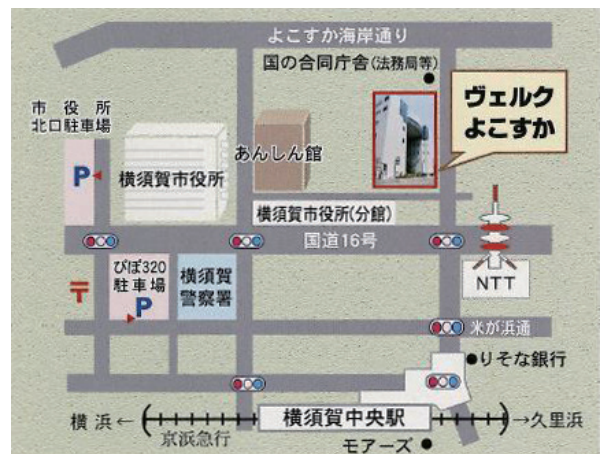 よこすか海岸通り
国の合同庁舎(法務局等)
ヴェルク
よこすか
市役所
北口駐車場
P
横須賀市役所
あんしん館
横須賀市役所(分館)
国道16号
ぴぽ320
駐車場
P
横須賀
警察署
〒
NTT
米が浜通
りそな銀行
横浜←
横須賀中央駅
→久里浜
京浜急行
モアーズ